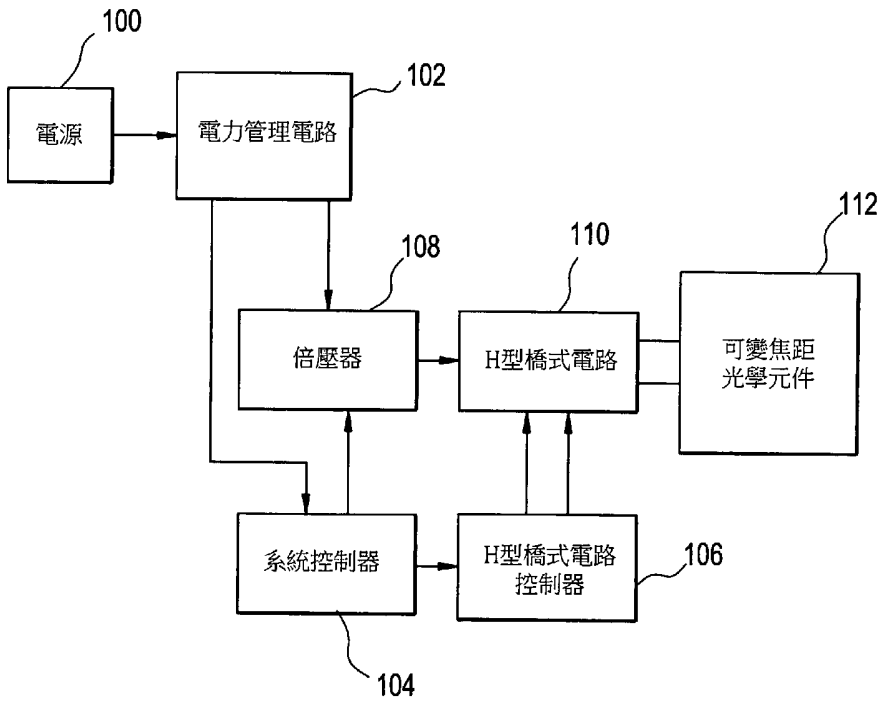 100
102
電源
電力管理電路
108
110
112
倍壓器
H型橋式電路
可變焦距
光學元件
系統控制器
H型橋式電路
控制器
106
104